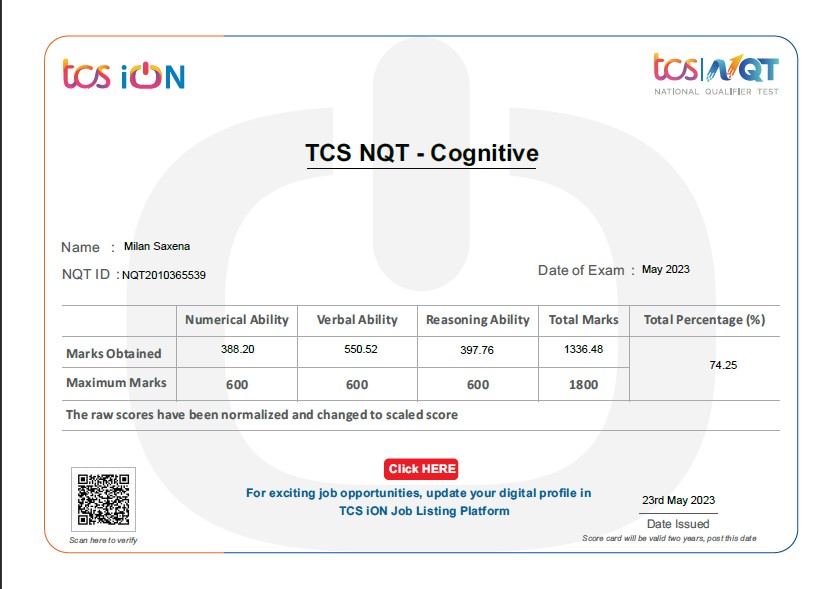 tcs iON
tcs|NQT
NATIONAL QUALIFIER TEST
TCS NQT - Cognitive
Name : Milan Saxena
NQT ID : NQT2010365539
Date of Exam : May 2023
Numerical Ability Verbal Ability Reasoning Ability Total Marks Total Percentage (%)
Marks Obtained 388.20 550.52 397.76 1336.48 74.25
Maximum Marks 600 600 600 1800
The raw scores have been normalized and changed to scaled score
Click HERE
For exciting job opportunities, update your digital profile in
TCS iON Job Listing Platform
Scan here to verify
23rd May 2023
Date Issued
Score card will be valid two years, post this date